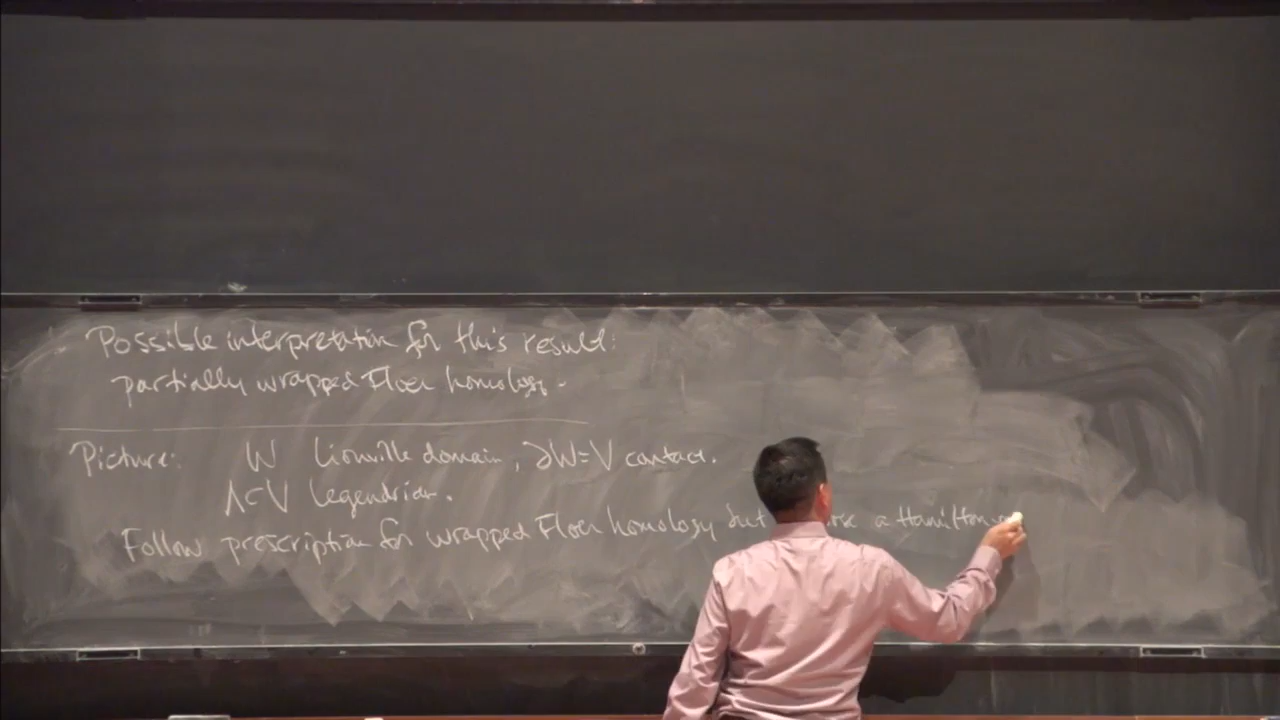 Possible interpretation for this result:
partially wrapped Floer homology.
Picture: W Liouville domain, ∂W=V contact.
Λ⊂V Legendrian.
Follow prescription for wrapped Floer homology but a Hamiltonian